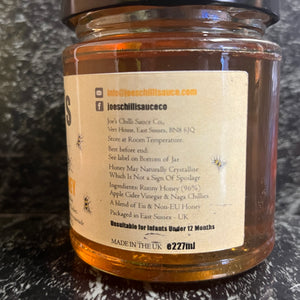 info@joeschillisauce.com
joeschillisauceco
Joe's Chilli Sauce Co.,
Vert House, East Sussex, BN8 5JQ
Store at Room Temperature.
Best before end:
See label on Bottom of Jar
Honey May Naturally Crystallise
Which Is Not a Sign Of Spoilage
Ingredients: Runny Honey (96%)
Apple Cider Vinegar & Naga Chillies
A blend of Eu & Non-EU Honey
Packaged in East Sussex - UK
Unsuitable for Infants Under 12 Months
MADE IN THE UK e227ml